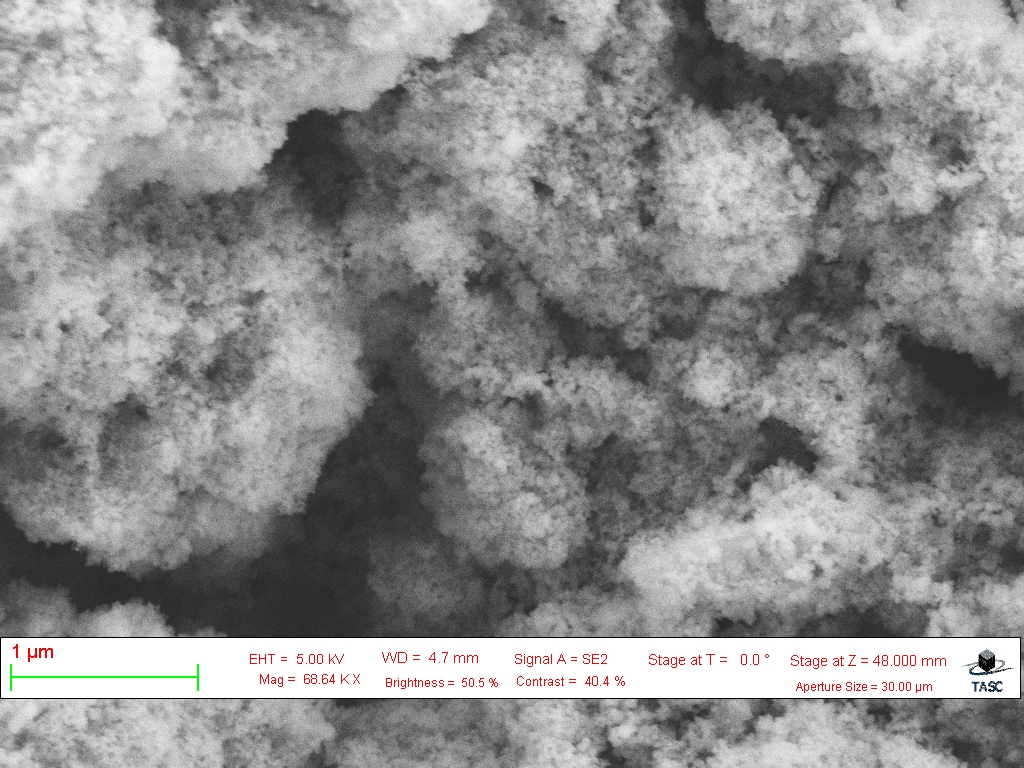 1 µm
EHT = 5.00 kV WD = 4.7 mm Signal A = SE2 Stage at T = 0.0 ° Stage at Z = 48.000 mm
Mag = 68.64 K X Brightness = 50.5 % Contrast = 40.4 % Aperture Size = 30.00 µm
TASC